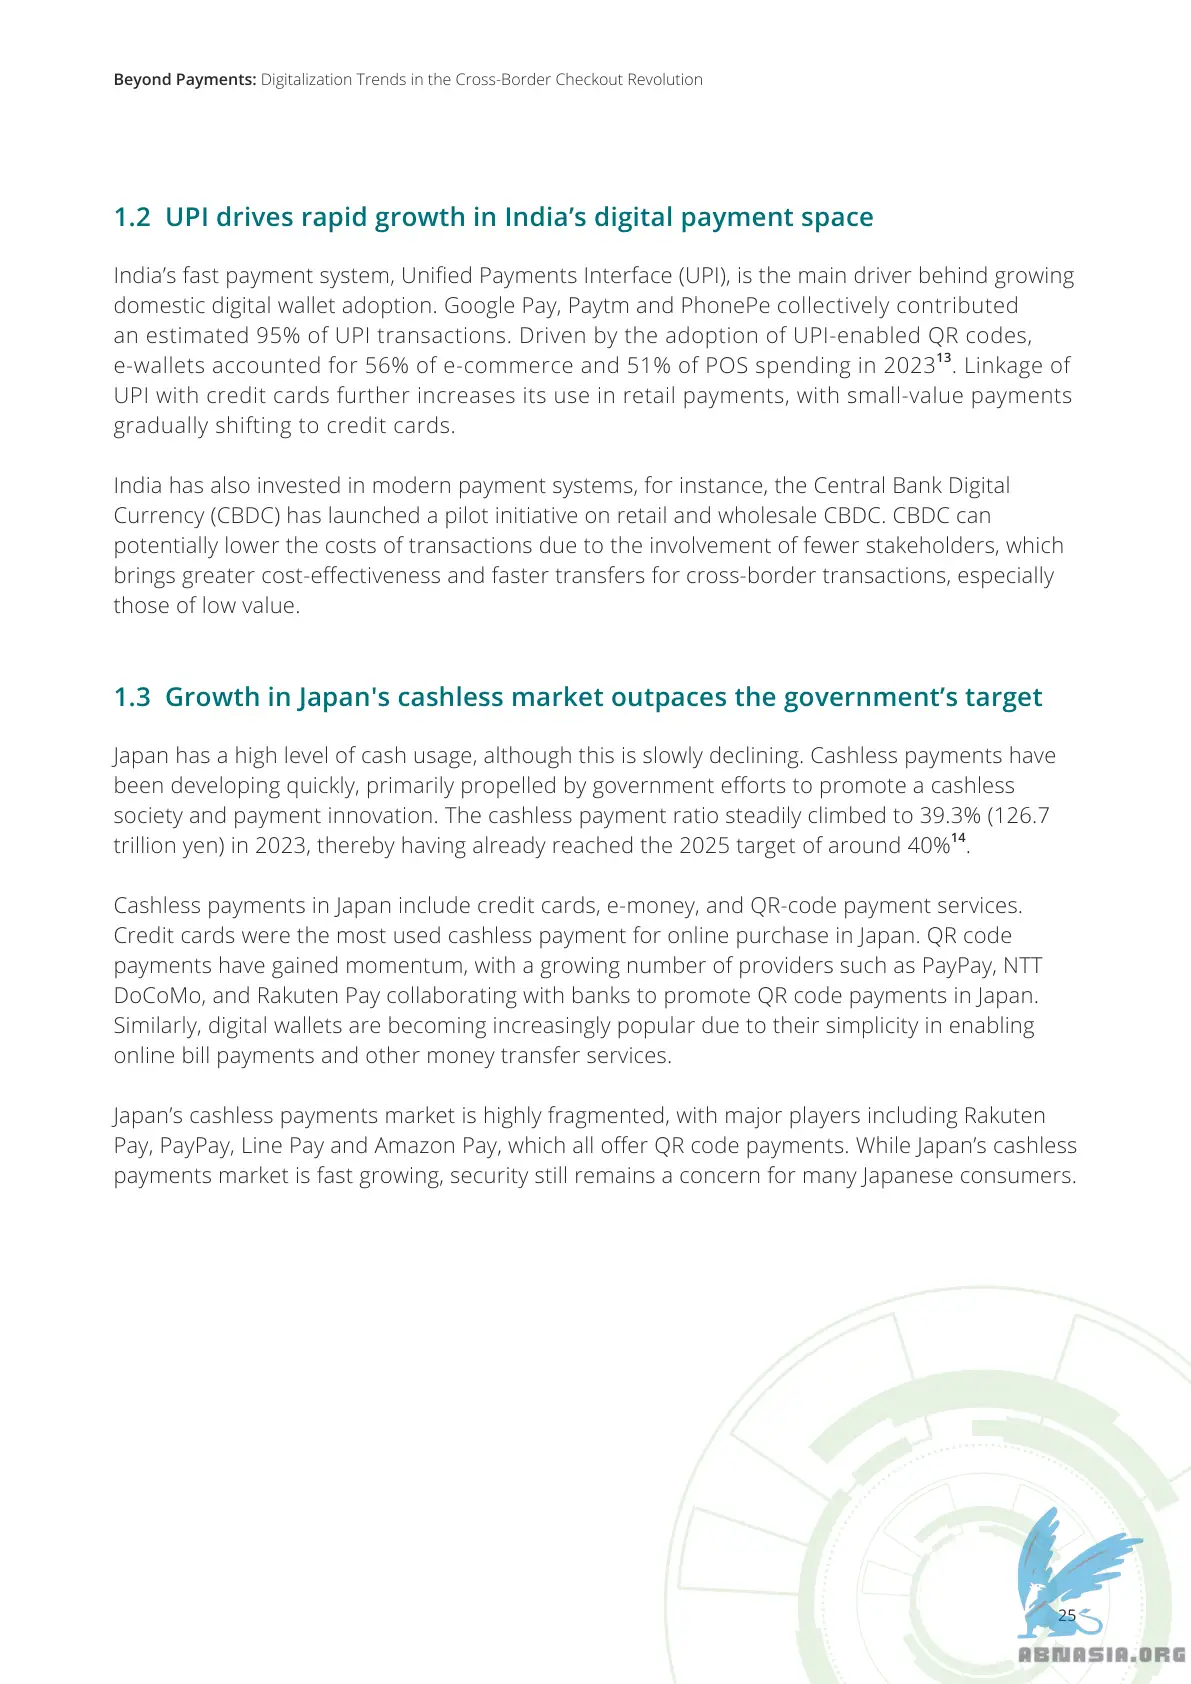 Beyond Payments: Digitalization Trends in the Cross-Border Checkout Revolution
1.2 UPI drives rapid growth in India’s digital payment space
India’s fast payment system, Unified Payments Interface (UPI), is the main driver behind growing
domestic digital wallet adoption. Google Pay, Paytm and PhonePe collectively contributed
an estimated 95% of UPI transactions. Driven by the adoption of UPI-enabled QR codes,
e-wallets accounted for 56% of e-commerce and 51% of POS spending in 2023¹³. Linkage of
UPI with credit cards further increases its use in retail payments, with small-value payments
gradually shifting to credit cards.
India has also invested in modern payment systems, for instance, the Central Bank Digital
Currency (CBDC) has launched a pilot initiative on retail and wholesale CBDC. CBDC can
potentially lower the costs of transactions due to the involvement of fewer stakeholders, which
brings greater cost-effectiveness and faster transfers for cross-border transactions, especially
those of low value.
1.3 Growth in Japan's cashless market outpaces the government’s target
Japan has a high level of cash usage, although this is slowly declining. Cashless payments have
been developing quickly, primarily propelled by government efforts to promote a cashless
society and payment innovation. The cashless payment ratio steadily climbed to 39.3% (126.7
trillion yen) in 2023, thereby having already reached the 2025 target of around 40%¹⁴.
Cashless payments in Japan include credit cards, e-money, and QR-code payment services.
Credit cards were the most used cashless payment for online purchase in Japan. QR code
payments have gained momentum, with a growing number of providers such as PayPay, NTT
DoCoMo, and Rakuten Pay collaborating with banks to promote QR code payments in Japan.
Similarly, digital wallets are becoming increasingly popular due to their simplicity in enabling
online bill payments and other money transfer services.
Japan’s cashless payments market is highly fragmented, with major players including Rakuten
Pay, PayPay, Line Pay and Amazon Pay, which all offer QR code payments. While Japan’s cashless
payments market is fast growing, security still remains a concern for many Japanese consumers.
25
ABNASIA.ORG